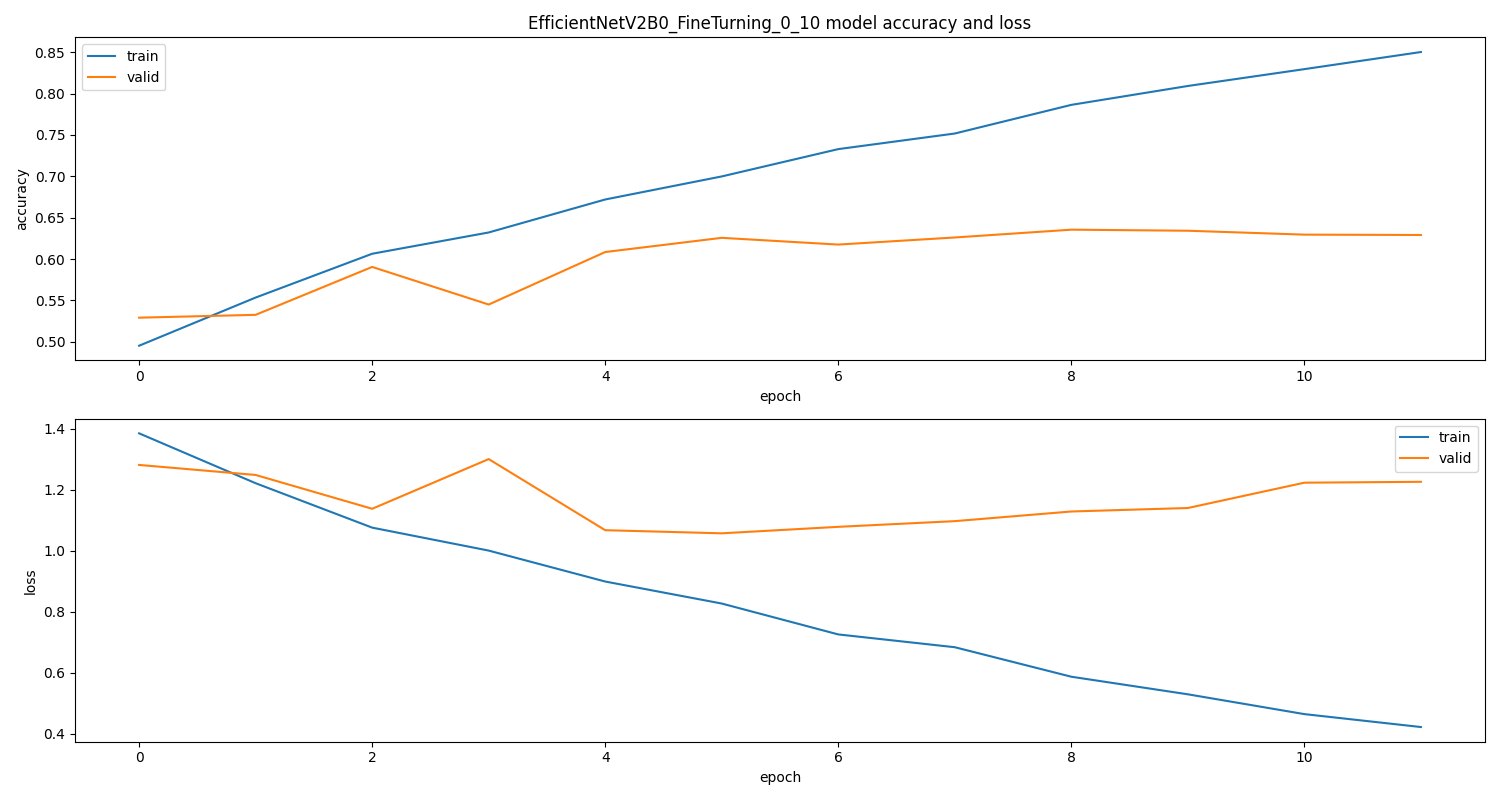 EfficientNetV2B0_FineTurning_0_10 model accuracy and loss
train
valid
0.85
0.80
0.75
0.70
0.65
0.60
0.55
0.50
accuracy
0 2 4 6 8 10
epoch
train
valid
1.4
1.2
1.0
0.8
0.6
0.4
loss
0 2 4 6 8 10
epoch